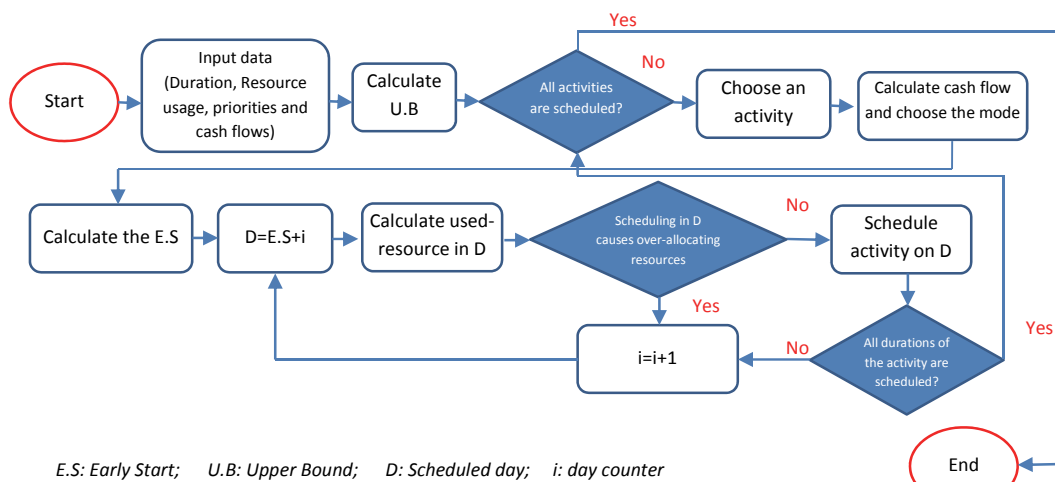 Yes
Start
Input data
(Duration, Resource
usage, priorities and
cash flows)
Calculate
U.B
All activities
are scheduled?
No
Choose an
activity
Calculate cash flow
and choose the mode
Calculate the E.S
D=E.S+i
Calculate used-
resource in D
Scheduling in D
causes over-allocating
resources
No
Schedule
activity on D
Yes
i=i+1
No
All durations of
the activity are
scheduled?
Yes
E.S: Early Start; U.B: Upper Bound; D: Scheduled day; i: day counter
End